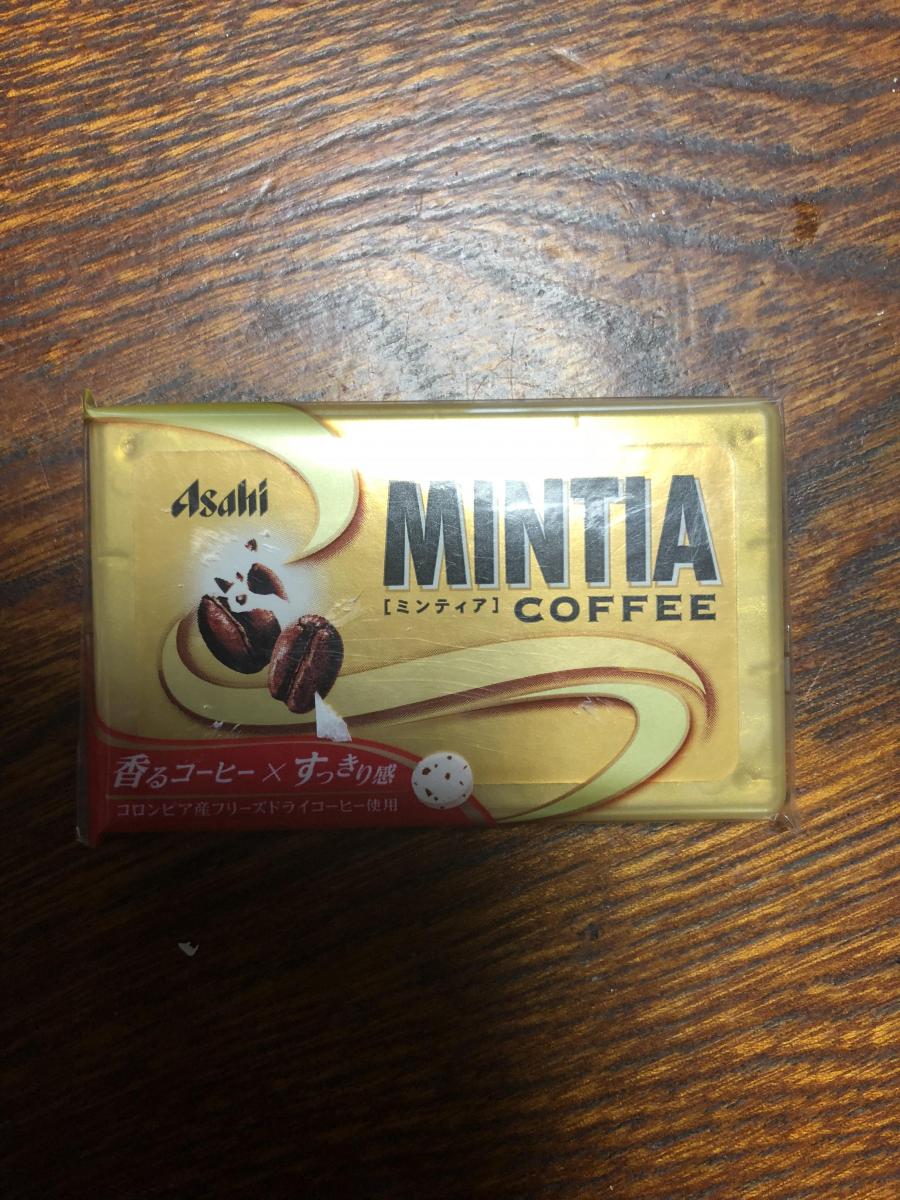 Asahi
MINTIA
[ミンティア] COFFEE
香るコーヒー×すっきり感
コロンビア産フリーズドライコーヒー使用